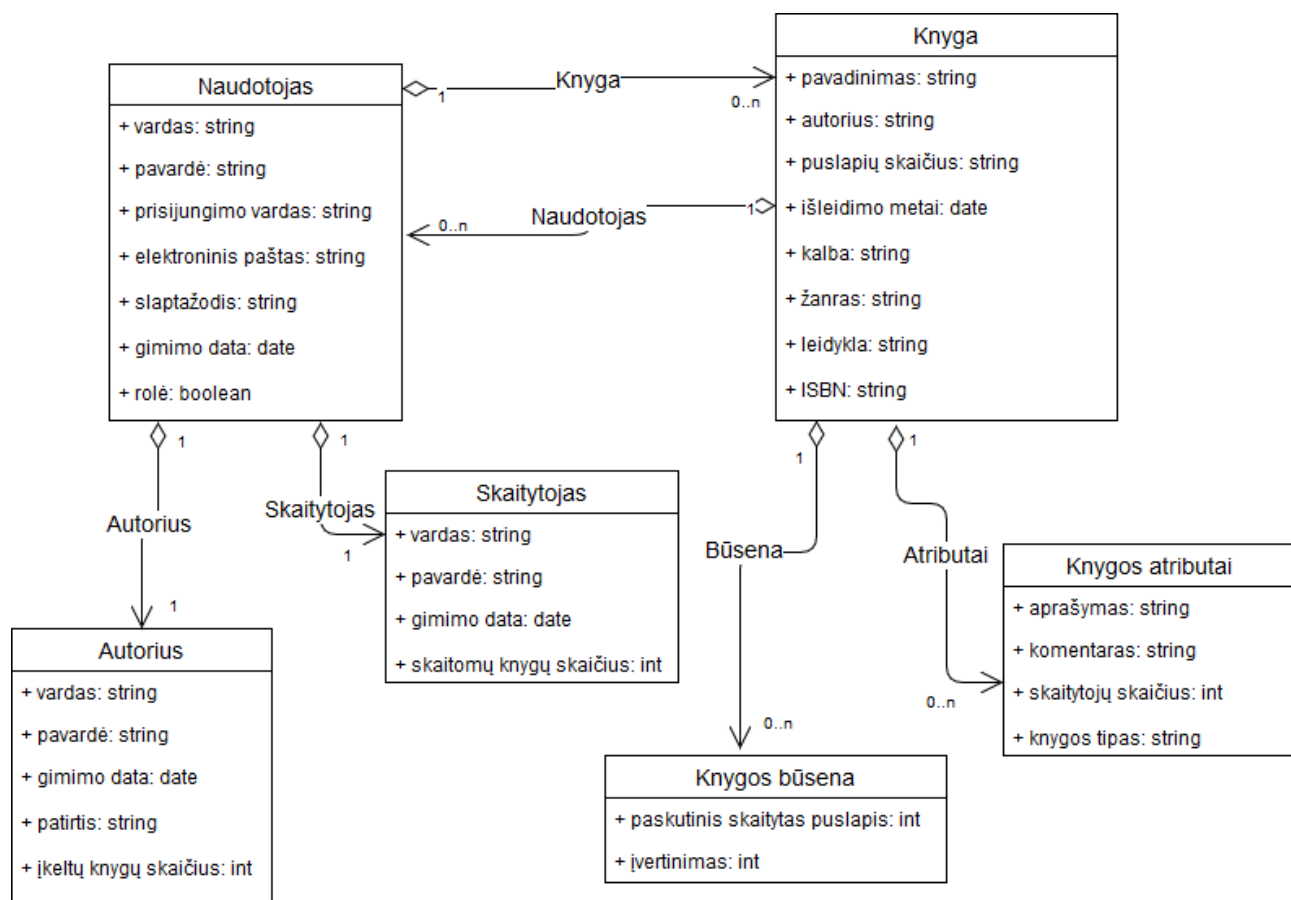 Naudotojas
+ vardas: string
+ pavardė: string
+ prisijungimo vardas: string
+ elektroninis paštas: string
+ slaptažodis: string
+ gimimo data: date
+ rolė: boolean
1
Knyga
0..n
Knyga
+ pavadinimas: string
+ autorius: string
+ puslapių skaičius: string
+ išleidimo metai: date
+ kalba: string
+ žanras: string
+ leidykla: string
+ ISBN: string
1
Naudotojas
0..n
1
Autorius
1
1
Skaitytojas
1
Skaitytojas
+ vardas: string
+ pavardė: string
+ gimimo data: date
+ skaitomų knygų skaičius: int
1
Būsena
0..n
1
Atributai
0..n
Knygos atributai
+ aprašymas: string
+ komentaras: string
+ skaitytojų skaičius: int
+ knygos tipas: string
Autorius
+ vardas: string
+ pavardė: string
+ gimimo data: date
+ patirtis: string
+ įkeltų knygų skaičius: int
Knygos būsena
+ paskutinis skaitytas puslapis: int
+ įvertinimas: int